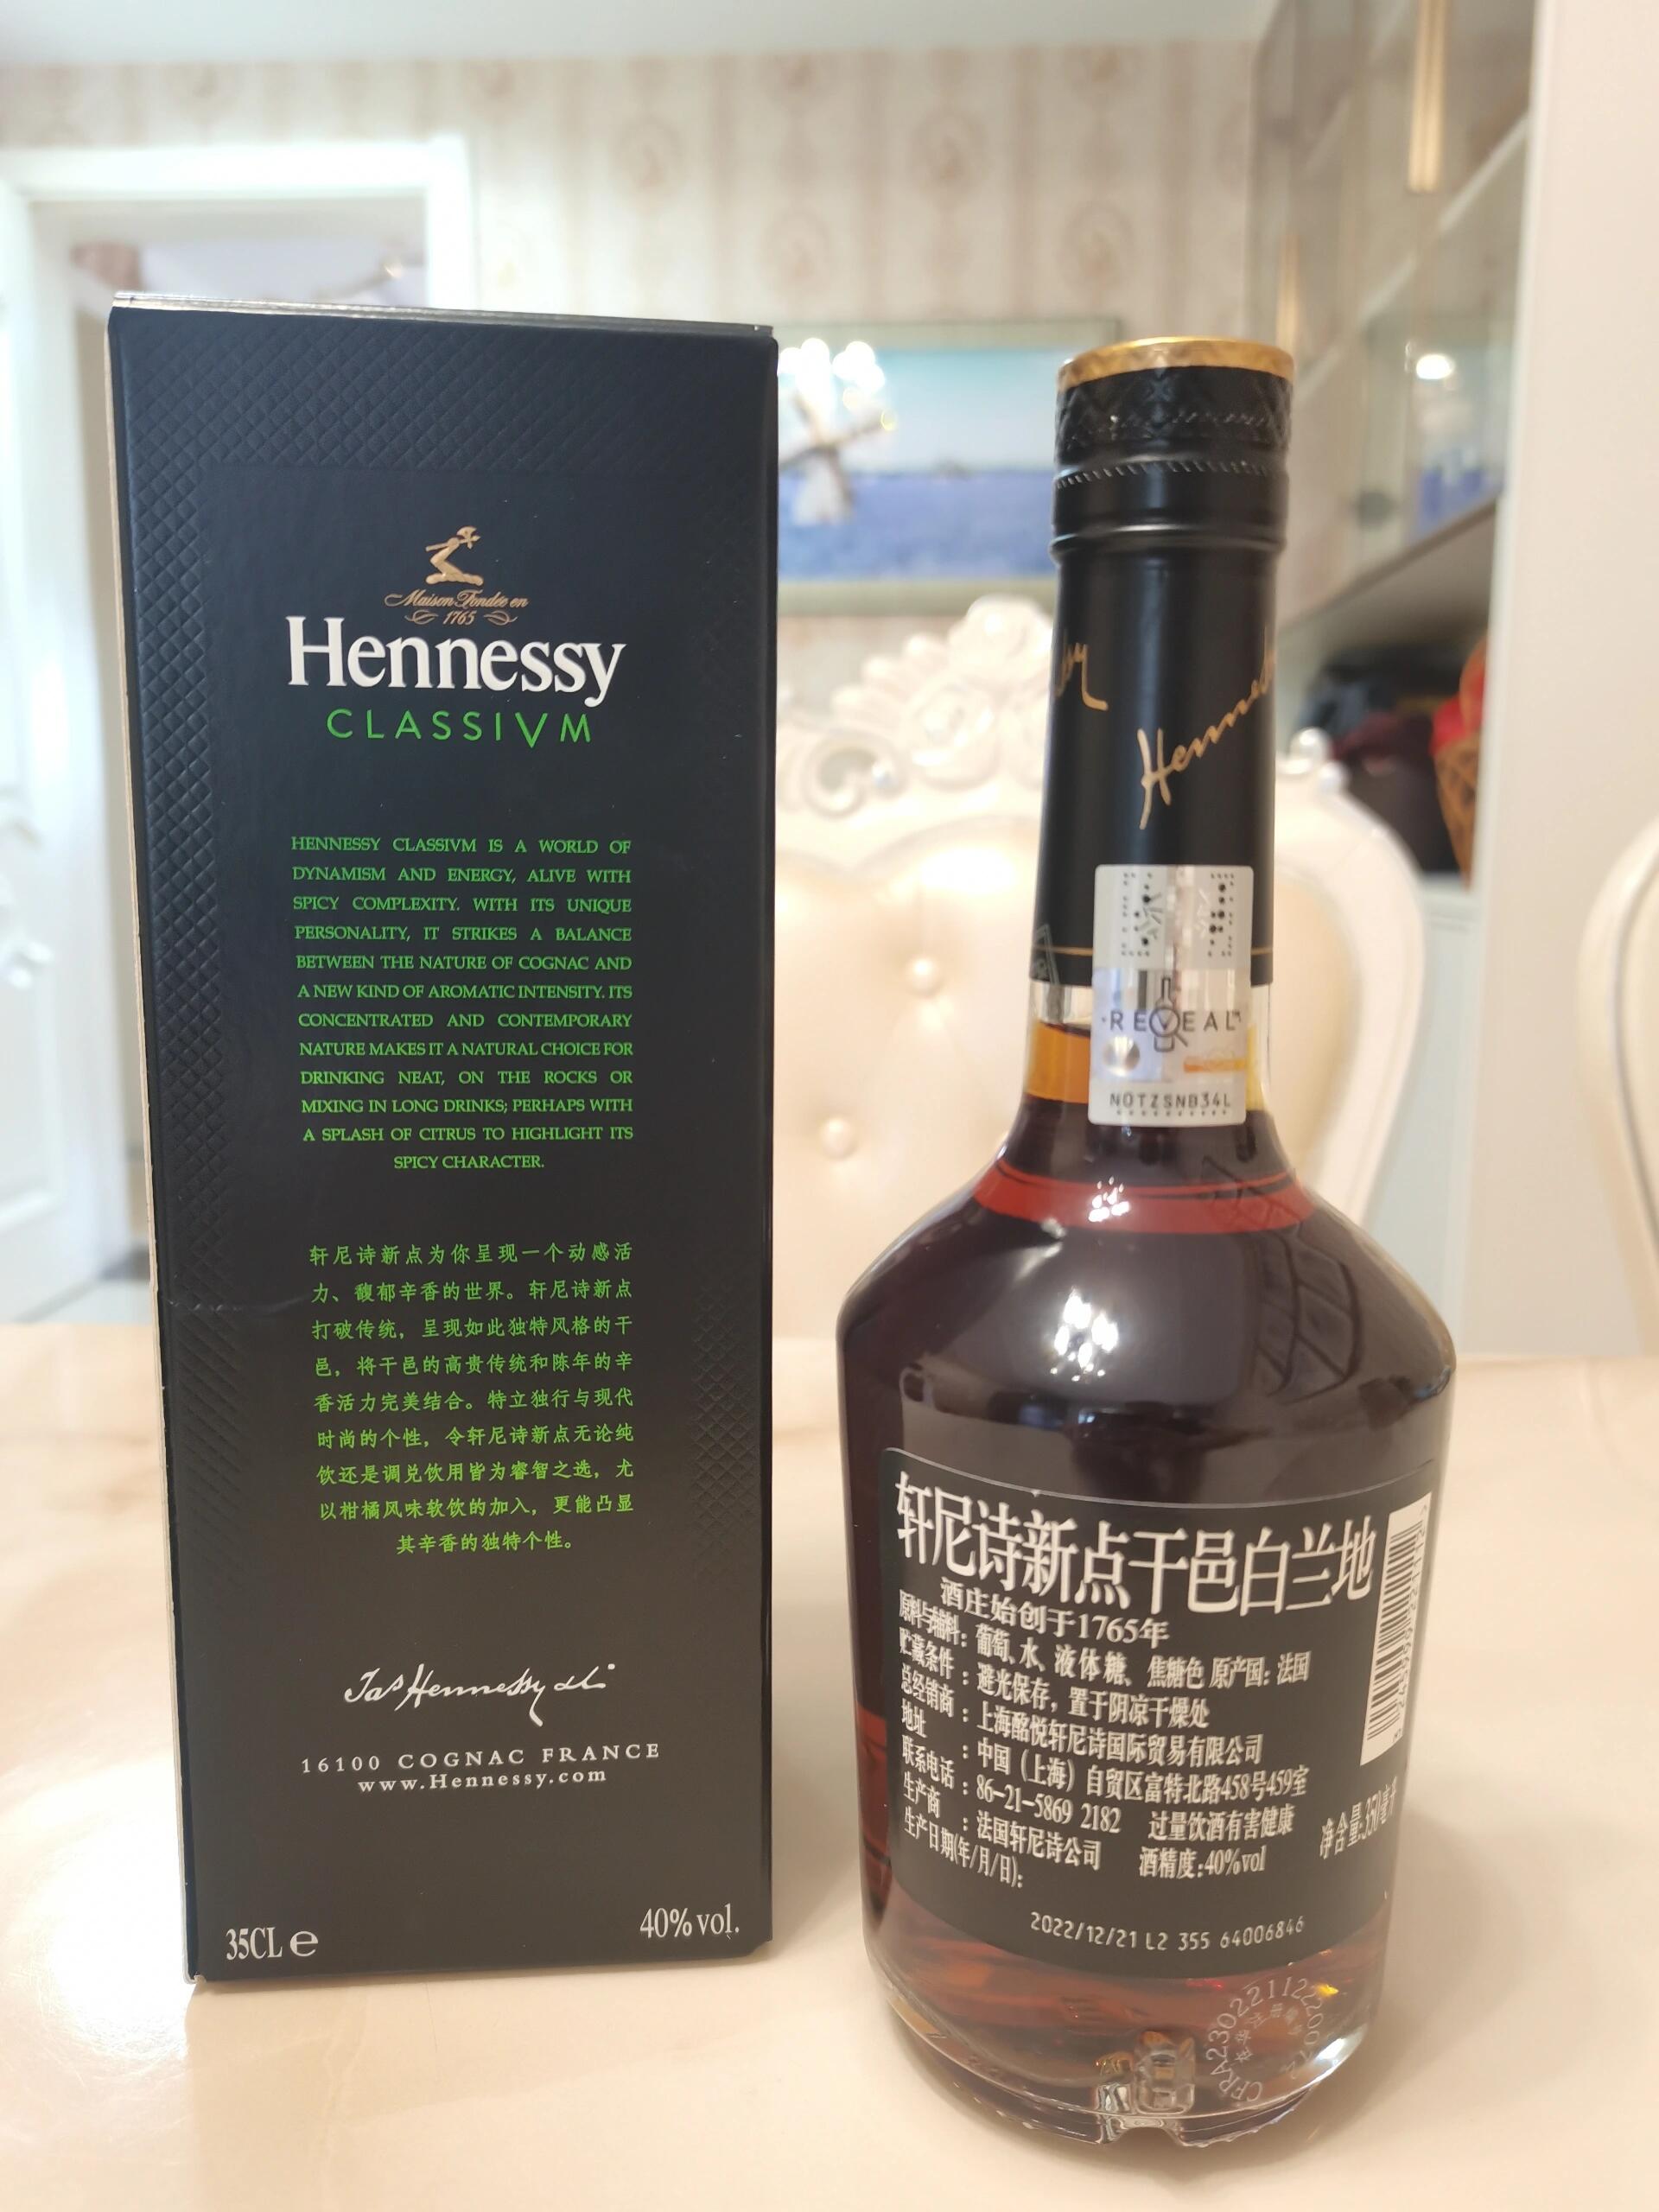 Maison Fondée en
1765
Hennessy
CLASSIVM
HENNESSY CLASSIVM IS A WORLD OF
DYNAMISM AND ENERGY, ALIVE WITH
SPICY COMPLEXITY. WITH ITS UNIQUE
PERSONALITY, IT STRIKES A BALANCE
BETWEEN THE NATURE OF COGNAC AND
A NEW KIND OF AROMATIC INTENSITY. ITS
CONCENTRATED AND CONTEMPORARY
NATURE MAKES IT A NATURAL CHOICE FOR
DRINKING NEAT, ON THE ROCKS OR
MIXING IN LONG DRINKS; PERHAPS WITH
A SPLASH OF CITRUS TO HIGHLIGHT ITS
SPICY CHARACTER.
轩尼诗新点为你呈现一个动感活
力、馥郁辛香的世界。轩尼诗新点
打破传统，呈现如此独特风格的干
邑，将干邑的高贵传统和陈年的辛
香活力完美结合。特立独行与现代
时尚的个性，令轩尼诗新点无论纯
饮还是调兑饮用皆为睿智之选，尤
以柑橘风味软饮的加入，更能凸显
其辛香的独特个性。
Jas Hennessy
16100 COGNAC FRANCE
www.Hennessy.com
35CL e
40% vol.
Hennessy
REVEAL
N0TZSNB34L
轩尼诗新点干邑白兰地
酒庄始创于1765年
原料与辅料：葡萄、水、液体糖、焦糖色 原产国：法国
贮藏条件：避光保存，置于阴凉干燥处
总经销商：上海酩悦轩尼诗国际贸易有限公司
地址：中国（上海）自贸区富特北路458号459室
联系电话：86-21-5869 2182 过量饮酒有害健康
生产商：法国轩尼诗公司 酒精度：40%vol
净含量:350毫升
生产日期(年/月/日)：
2022/12/21 L2 355 64006846